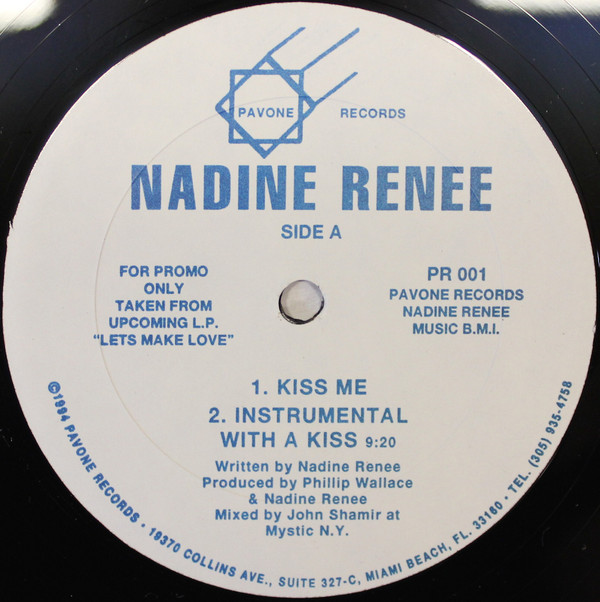 PAVONE RECORDS
NADINE RENEE
SIDE A
FOR PROMO
ONLY
TAKEN FROM
UPCOMING L.P.
"LETS MAKE LOVE"
PR 001
PAVONE RECORDS
NADINE RENEE
MUSIC B.M.I.
1. KISS ME
2. INSTRUMENTAL
WITH A KISS 9:20
Written by Nadine Renee
Produced by Phillip Wallace
& Nadine Renee
Mixed by John Shamir at
Mystic N.Y.
©1994 PAVONE RECORDS • 19370 COLLINS AVE., SUITE 327-C, MIAMI BEACH, FL. 33160 • TEL. (305) 935-4758